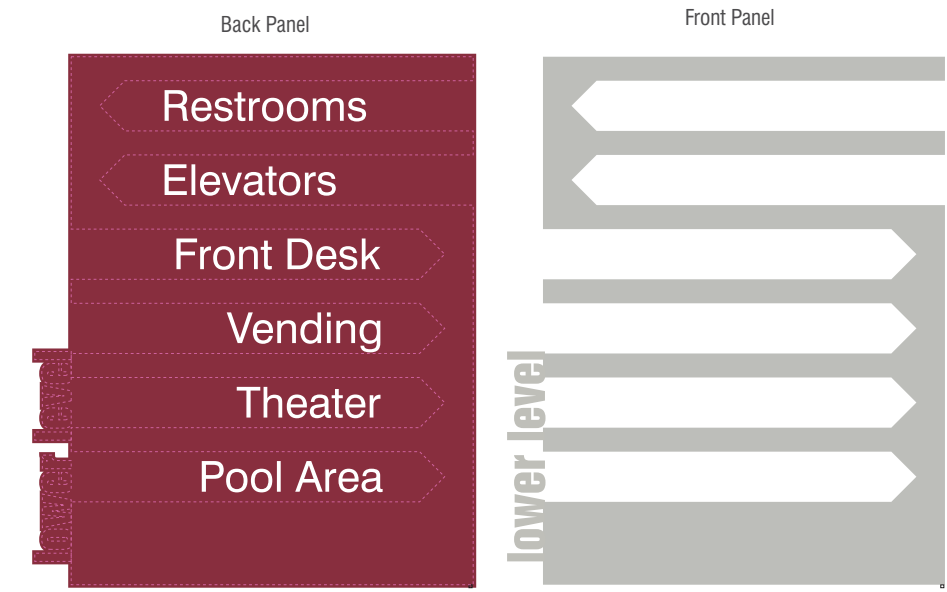 Back Panel
Front Panel
Restrooms
Elevators
Front Desk
Vending
Theater
Pool Area
lower level
lower level